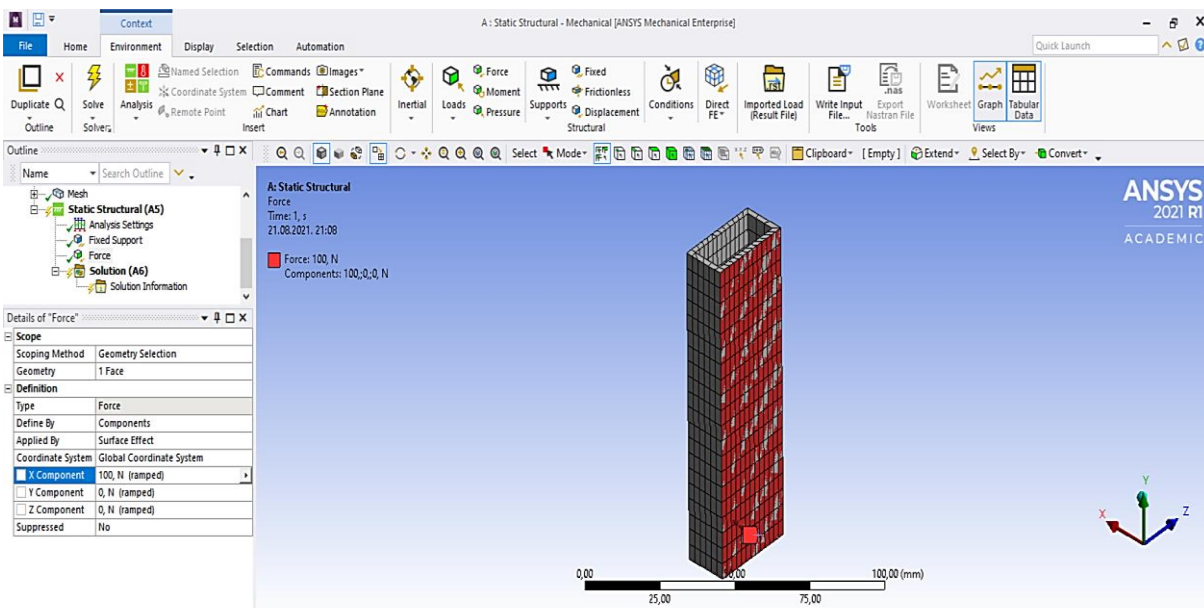 Context
A : Static Structural - Mechanical [ANSYS Mechanical Enterprise]
File Home Environment Display Selection Automation
Quick Launch
Duplicate
Outline
Solve
Solver
Analysis
Named Selection
Coordinate System
Remote Point
Commands
Comment
Chart
Images
Section Plane
Annotation
Insert
Inertial
Loads
Force
Moment
Pressure
Supports
Fixed
Frictionless
Displacement
Conditions
Direct
FE
Structural
Imported Load
(Result File)
Write Input
File...
Export
Nastran File
.nas
Tools
Worksheet
Graph
Tabular
Data
Views
Outline
Name Search Outline
Select Mode Clipboard [Empty] Extend Select By Convert
Mesh
Static Structural (A5)
Analysis Settings
Fixed Support
Force
Solution (A6)
Solution Information
Details of "Force"
Scope
Scoping Method Geometry Selection
Geometry 1 Face
Definition
Type Force
Define By Components
Applied By Surface Effect
Coordinate System Global Coordinate System
X Component 100, N (ramped)
Y Component 0, N (ramped)
Z Component 0, N (ramped)
Suppressed No
A: Static Structural
Force
Time: 1, s
21.08.2021. 21:08
Force: 100, N
Components: 100,;0,;0, N
ANSYS
2021 R1
ACADEMIC
Y
X
Z
0,00 100,00 (mm)
25,00 75,00